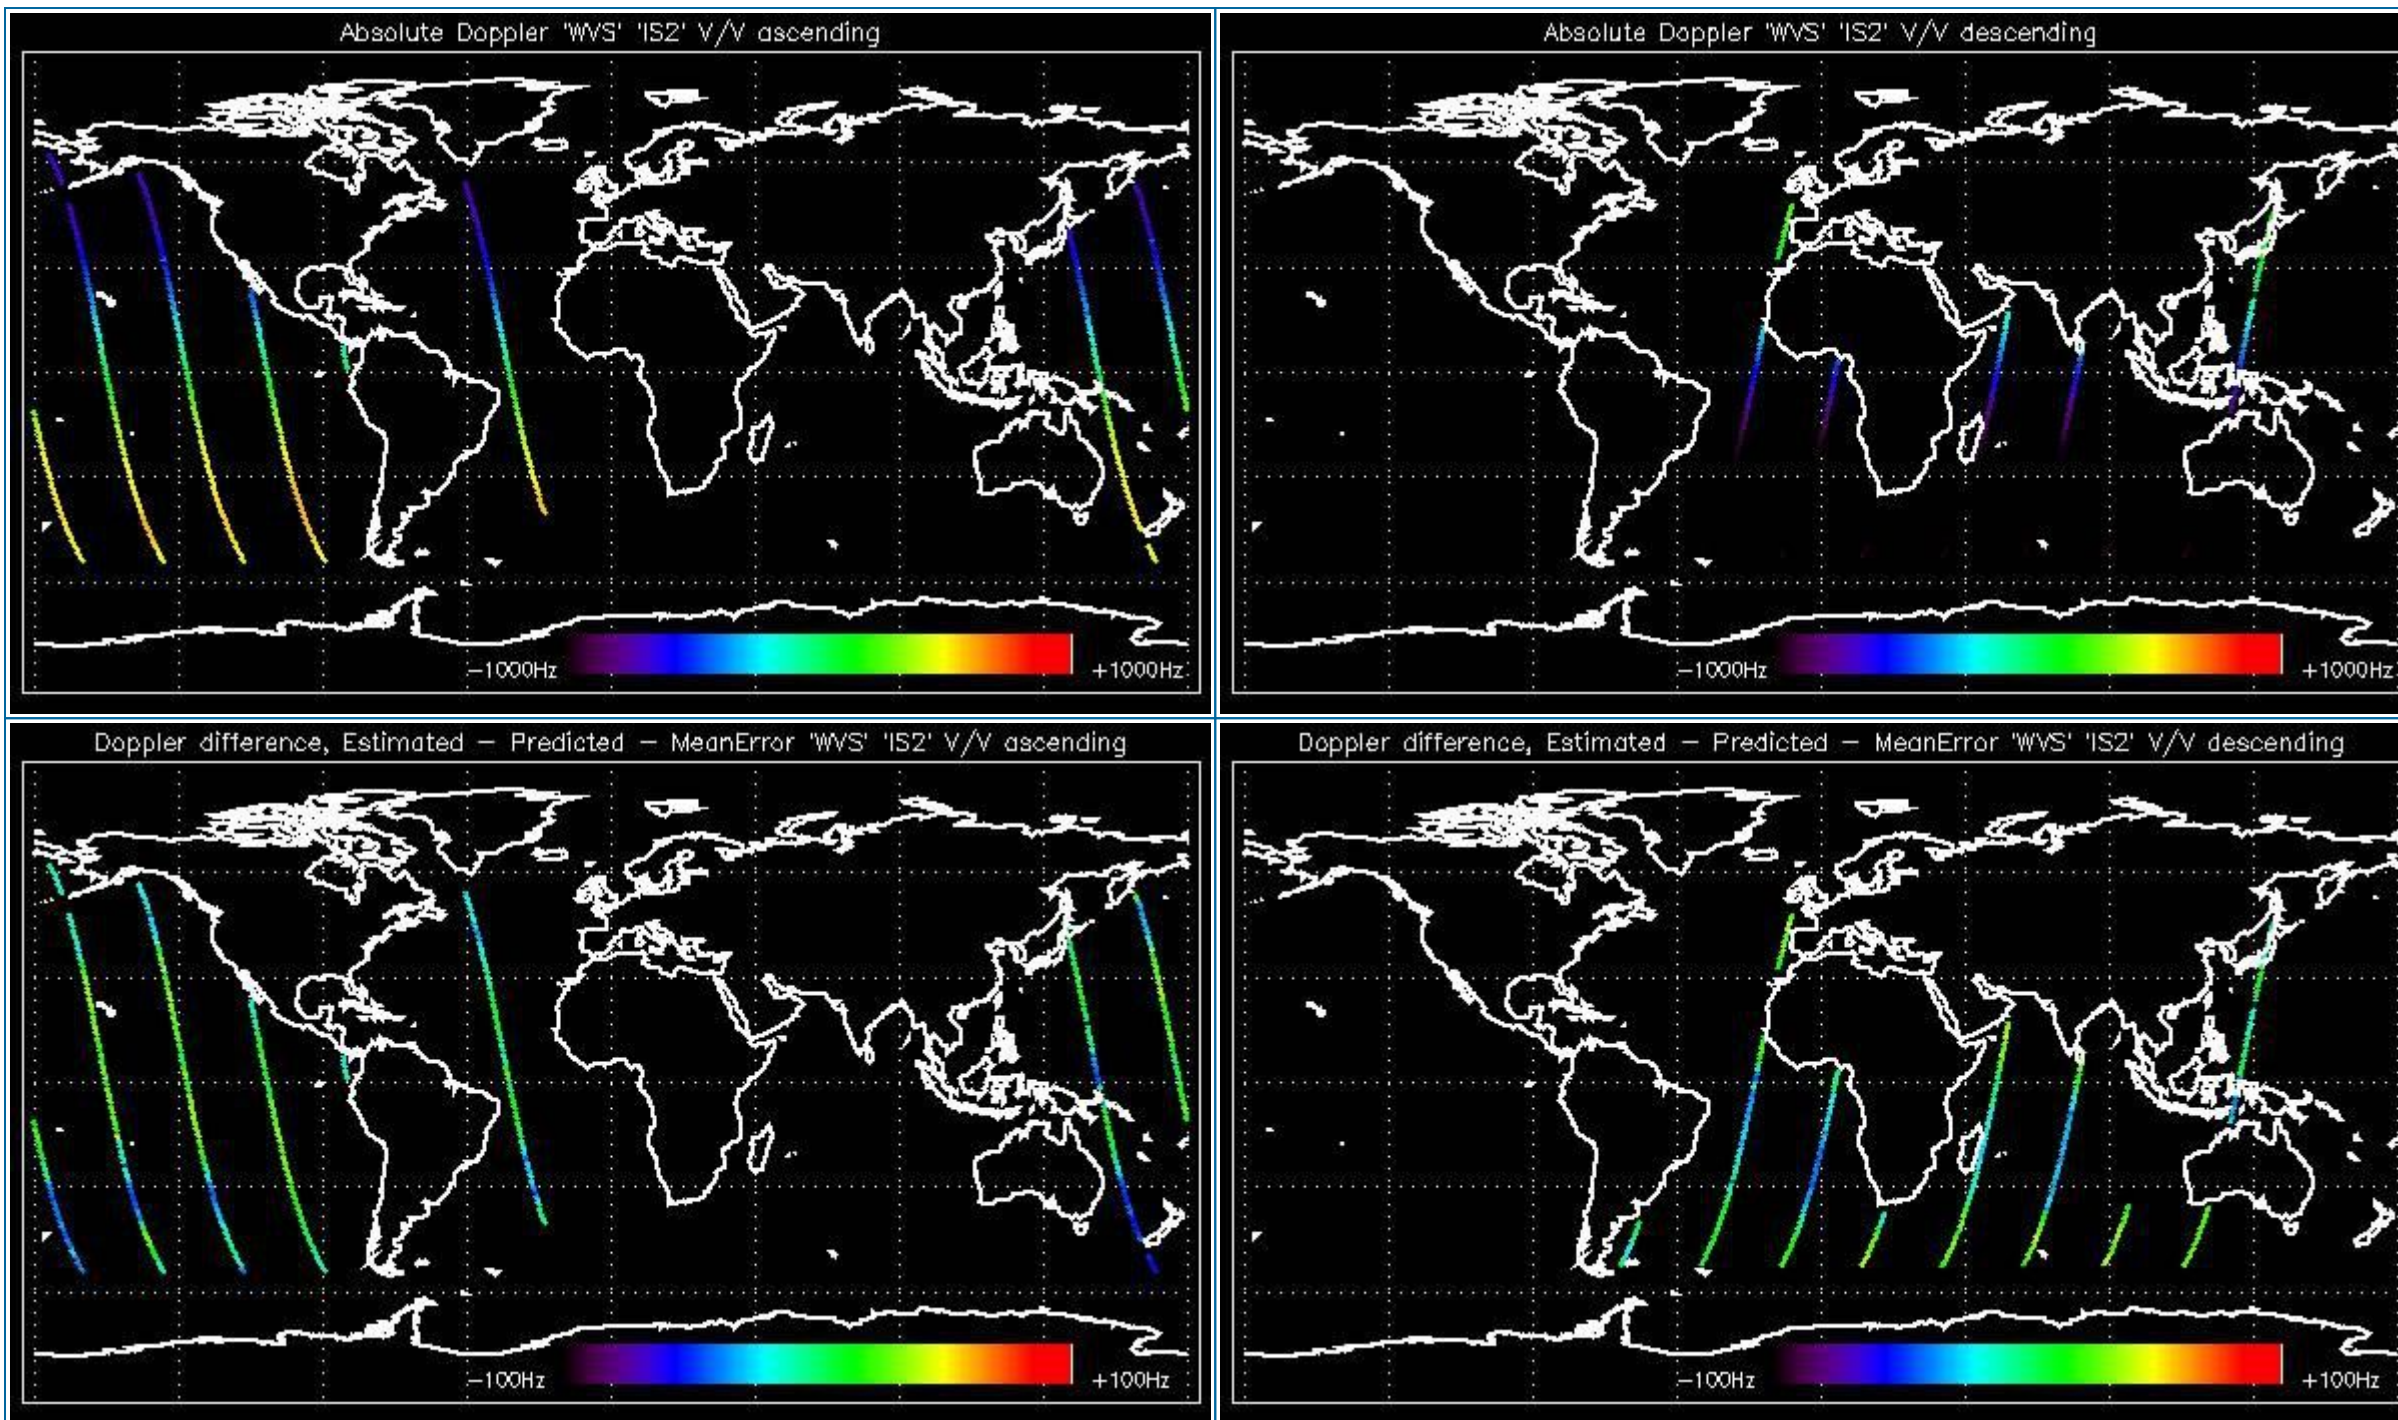 Absolute Doppler 'WVS' 'IS2' V/V ascending
−1000Hz
+1000Hz
Absolute Doppler 'WVS' 'IS2' V/V descending
−1000Hz
+1000Hz
Doppler difference, Estimated − Predicted − MeanError 'WVS' 'IS2' V/V ascending
−100Hz
+100Hz
Doppler difference, Estimated − Predicted − MeanError 'WVS' 'IS2' V/V descending
−100Hz
+100Hz